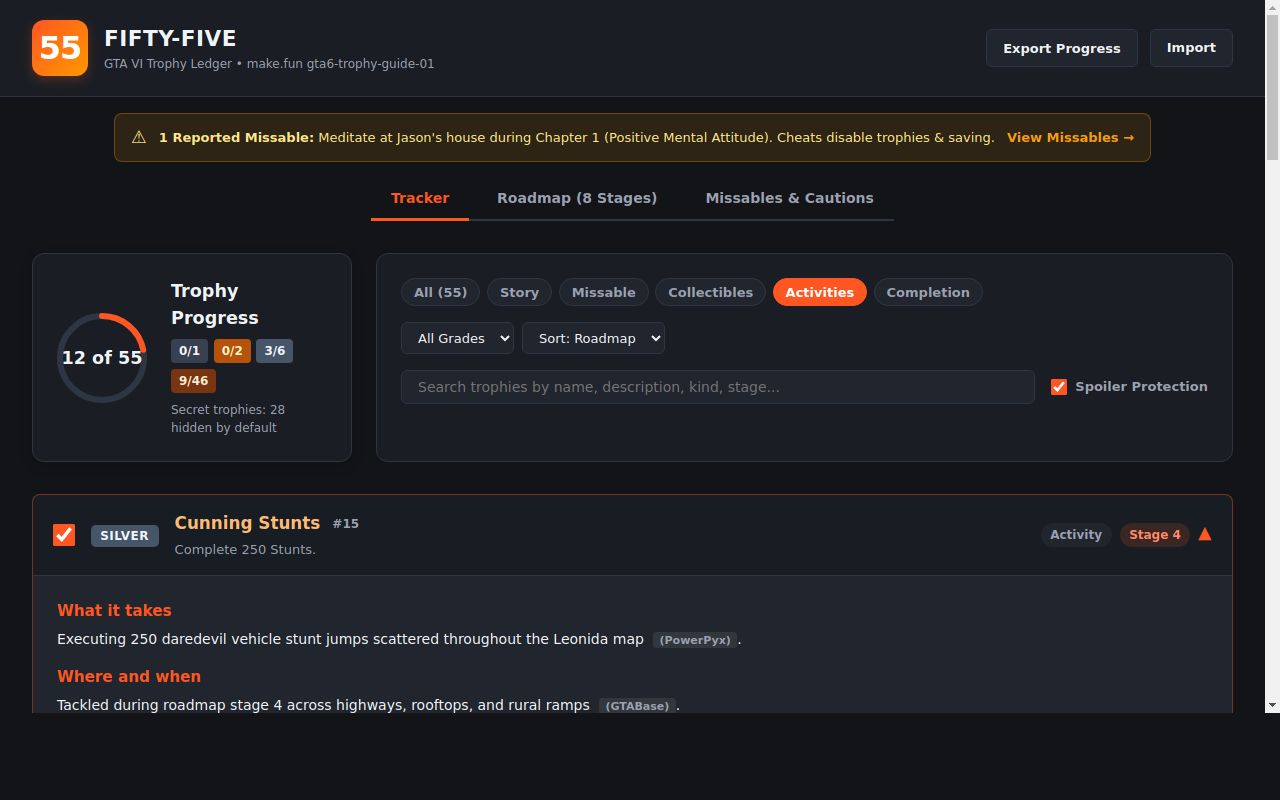 55
FIFTY-FIVE
GTA VI Trophy Ledger • make.fun gta6-trophy-guide-01
Export Progress
Import
⚠ 1 Reported Missable: Meditate at Jason's house during Chapter 1 (Positive Mental Attitude). Cheats disable trophies & saving. View Missables →
Tracker
Roadmap (8 Stages)
Missables & Cautions
12 of 55
Trophy
Progress
0/1 0/2 3/6
9/46
Secret trophies: 28
hidden by default
All (55) Story Missable Collectibles Activities Completion
All Grades Sort: Roadmap
Search trophies by name, description, kind, stage...
Spoiler Protection
SILVER
Cunning Stunts #15
Complete 250 Stunts.
Activity
Stage 4 ▲
What it takes
Executing 250 daredevil vehicle stunt jumps scattered throughout the Leonida map (PowerPyx) .
Where and when
Tackled during roadmap stage 4 across highways, rooftops, and rural ramps (GTABase) .